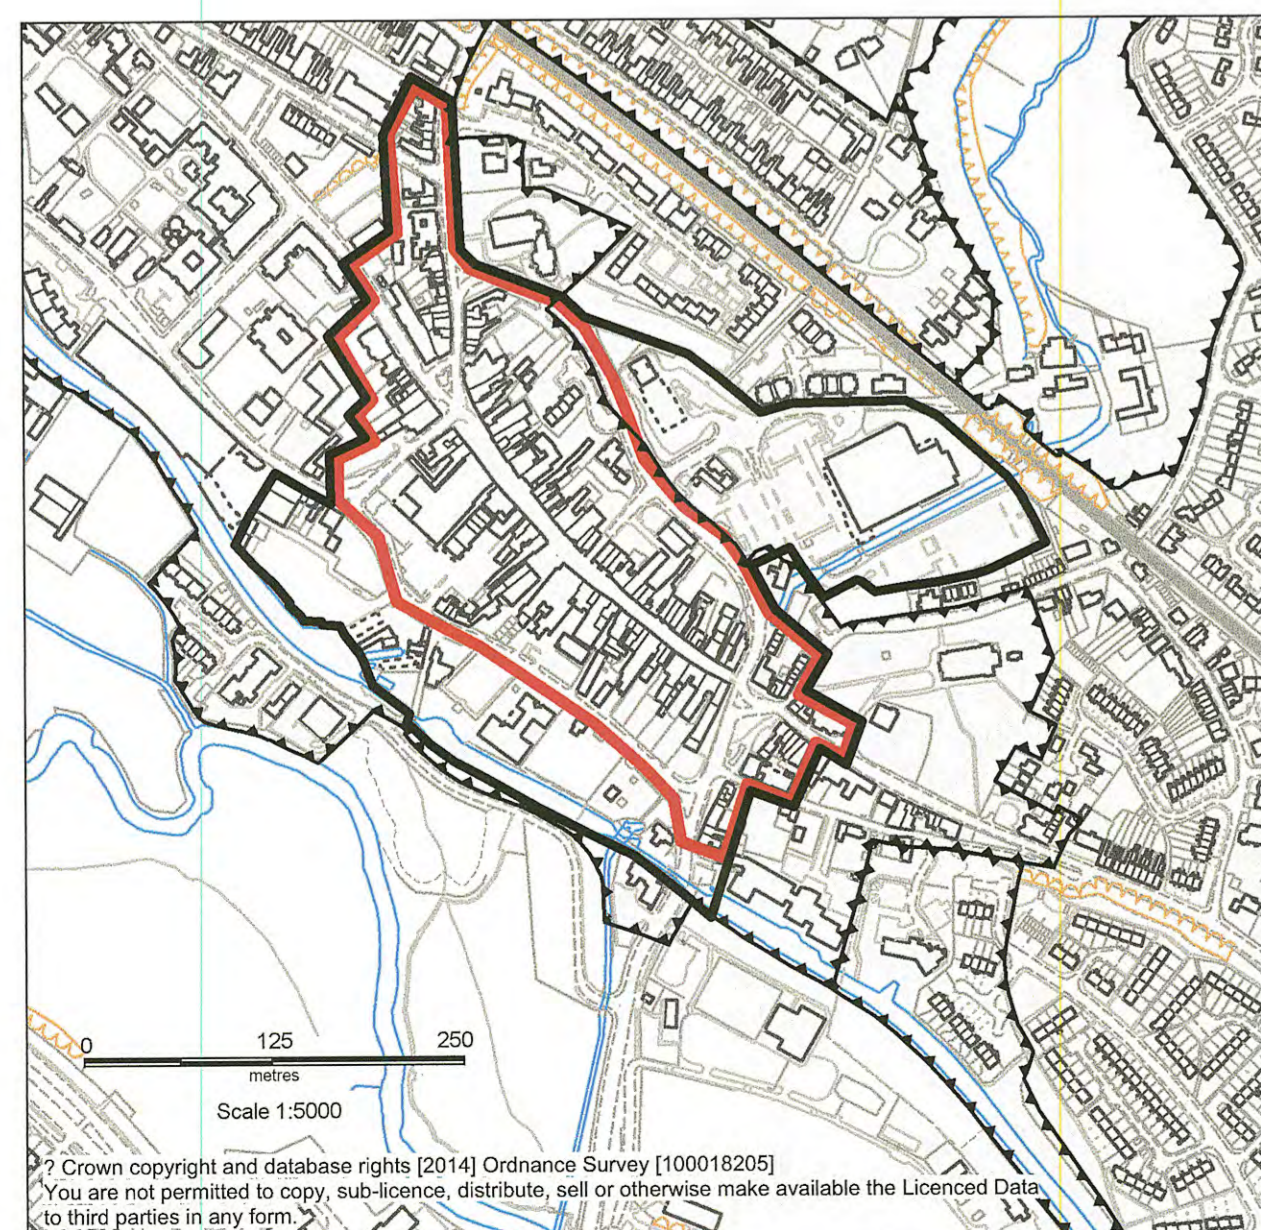 0 125 250
metres
Scale 1:5000
? Crown copyright and database rights [2014] Ordnance Survey [100018205]
You are not permitted to copy, sub-licence, distribute, sell or otherwise make available the Licenced Data
to third parties in any form.